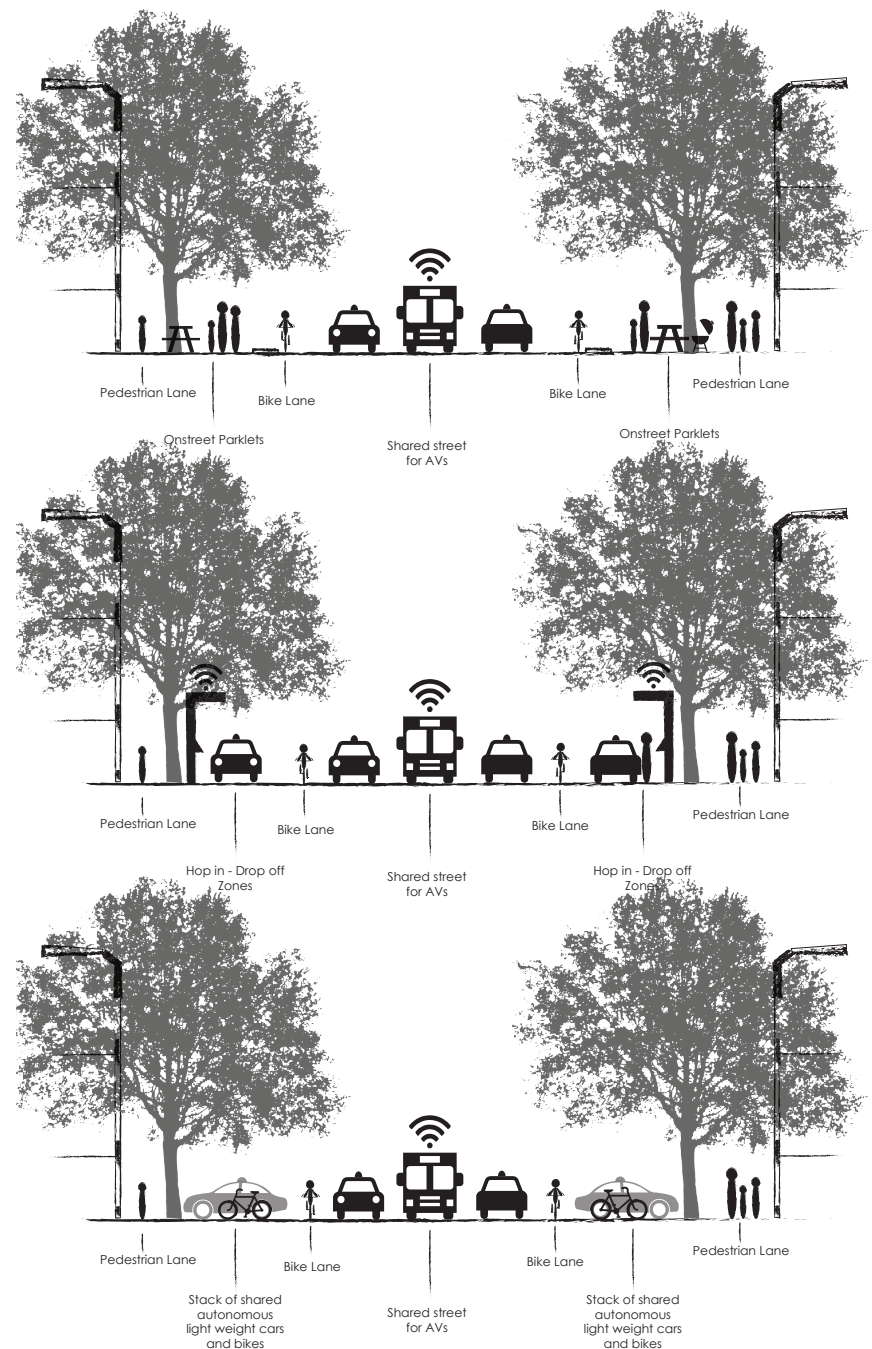 Pedestrian Lane
Bike Lane
Bike Lane
Pedestrian Lane
Onstreet Parklets
Shared street
for AVs
Onstreet Parklets
Pedestrian Lane
Bike Lane
Bike Lane
Pedestrian Lane
Hop in - Drop off
Zones
Shared street
for AVs
Hop in - Drop off
Zones
Pedestrian Lane
Bike Lane
Bike Lane
Pedestrian Lane
Stack of shared
autonomous
light weight cars
and bikes
Shared street
for AVs
Stack of shared
autonomous
light weight cars
and bikes